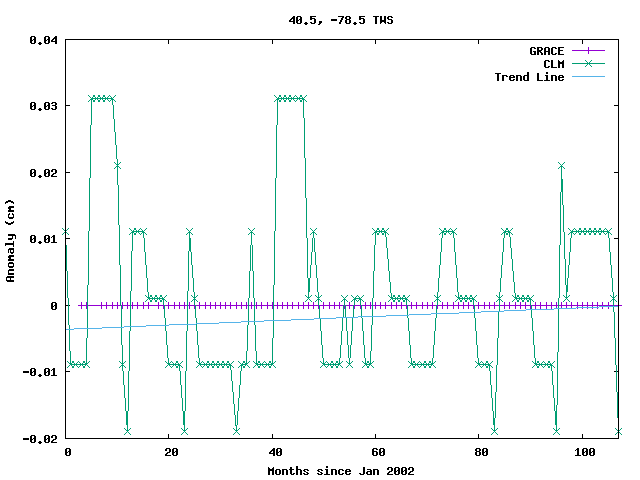 40.5, -78.5 TWS
0.04
0.03
0.02
0.01
0
-0.01
-0.02
Anomaly (cm)
GRACE
CLM
Trend Line
0 20 40 60 80 100
Months since Jan 2002